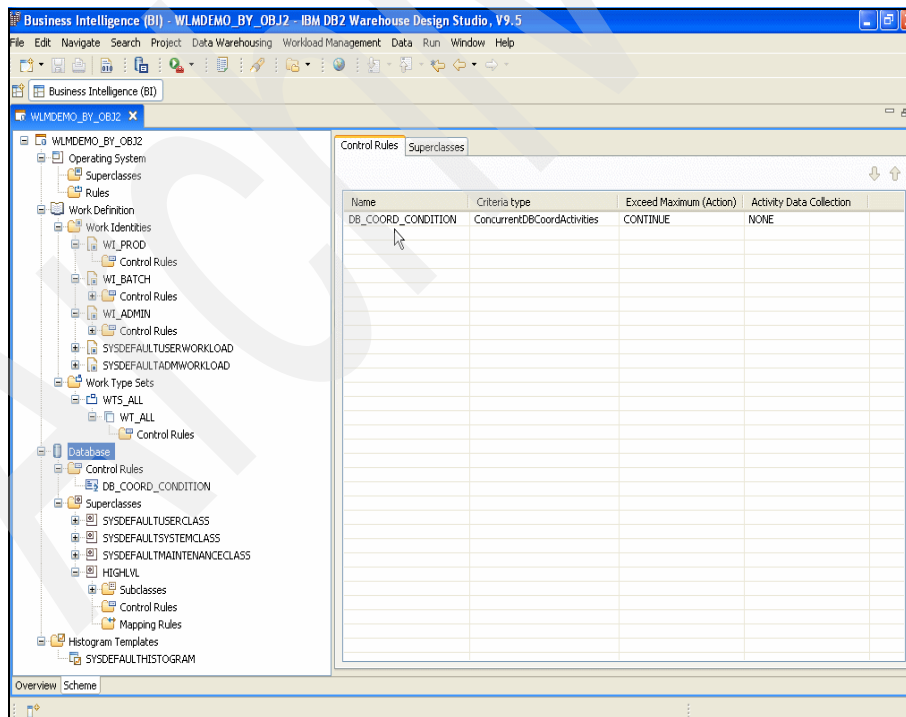 Business Intelligence (BI) - WLMDEMO_BY_OBJ2 - IBM DB2 Warehouse Design Studio, V9.5
File Edit Navigate Search Project Data Warehousing Workload Management Data Run Window Help
Business Intelligence (BI)
WLMDEMO_BY_OBJ2
WLMDEMO_BY_OBJ2
Operating System
Superclasses
Rules
Work Definition
Work Identities
WI_PROD
Control Rules
WI_BATCH
Control Rules
WI_ADMIN
Control Rules
SYSDEFAULTUSERWORKLOAD
SYSDEFAULTADMWORKLOAD
Work Type Sets
WTS_ALL
WT_ALL
Control Rules
Database
Control Rules
DB_COORD_CONDITION
Superclasses
SYSDEFAULTUSERCLASS
SYSDEFAULTSYSTEMCLASS
SYSDEFAULTMAINTENANCECLASS
HIGHLVL
Subclasses
Control Rules
Mapping Rules
Histogram Templates
SYSDEFAULTHISTOGRAM
Control Rules Superclasses
Name Criteria type Exceed Maximum (Action) Activity Data Collection
DB_COORD_CONDITION ConcurrentDBCoordActivities CONTINUE NONE
Overview Scheme